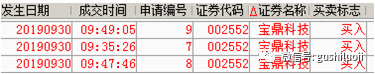 发生日期 成交时间 申请编号 证券代码 证券名称 买卖标志
20190930 09:49:05 9 002552 宝鼎科技 买入
20190930 09:35:26 7 002552 宝鼎科技 买入
20190930 09:47:46 8 002552 宝鼎科技 买入
gushiluoji